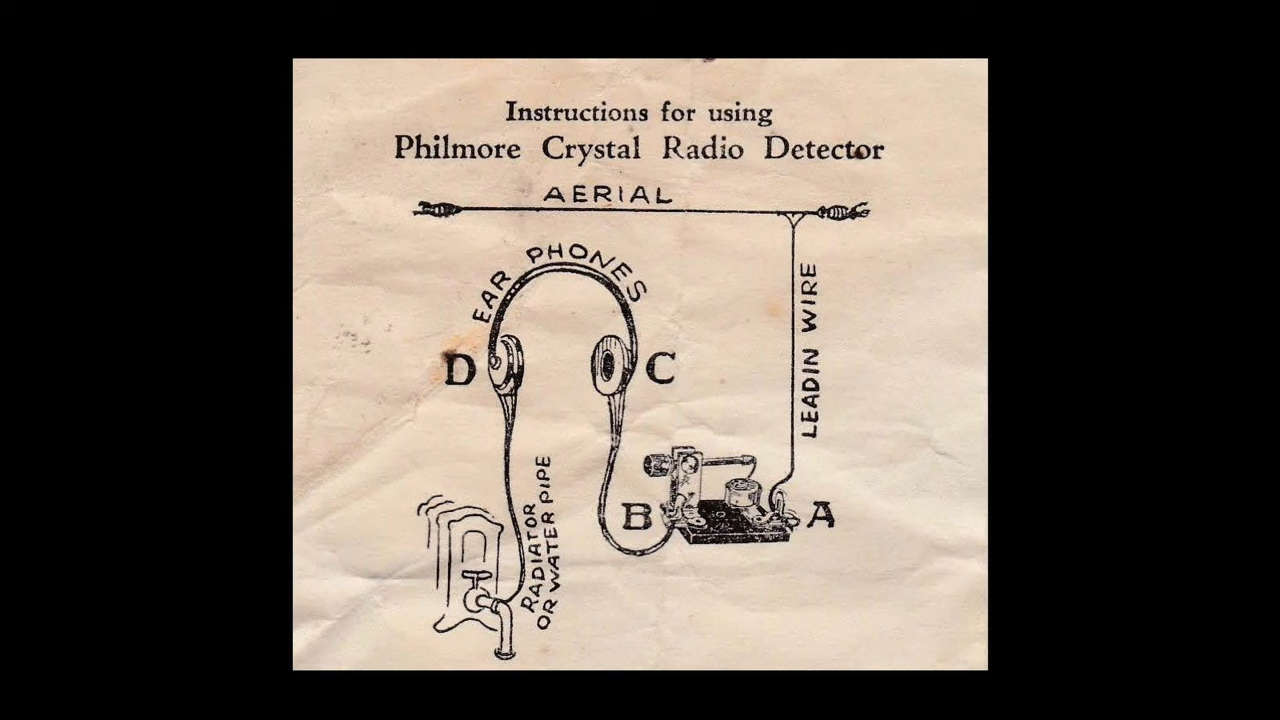 Instructions for using
Philmore Crystal Radio Detector
AERIAL
EAR PHONES
LEADIN WIRE
D
C
RADIATOR
OR WATER PIPE
B
A